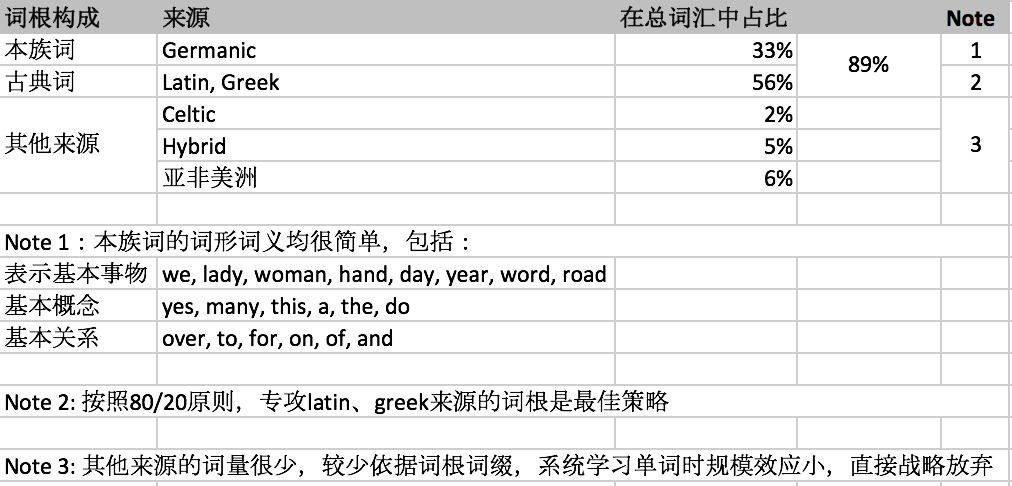 词根构成 来源 在总词汇中占比 Note
本族词 Germanic 33% 89% 1
古典词 Latin, Greek 56% 2
其他来源 Celtic 2% 3
Hybrid 5%
亚非美洲 6%
Note 1：本族词的词形词义均很简单，包括：
表示基本事物 we, lady, woman, hand, day, year, word, road
基本概念 yes, many, this, a, the, do
基本关系 over, to, for, on, of, and
Note 2: 按照80/20原则，专攻latin、greek来源的词根是最佳策略
Note 3: 其他来源的词量很少，较少依据词根词缀，系统学习单词时规模效应小，直接战略放弃